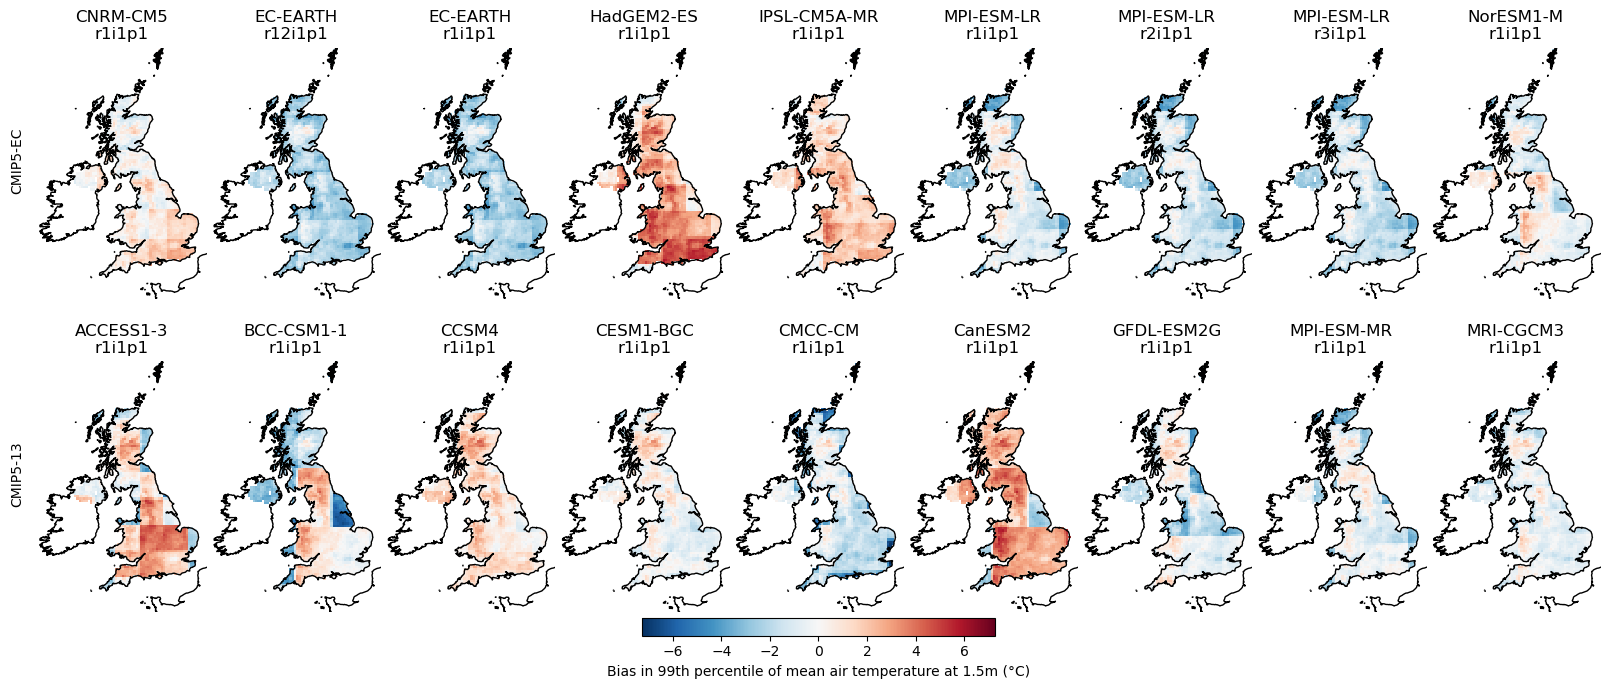 CNRM-CM5
r1i1p1
EC-EARTH
r12i1p1
EC-EARTH
r1i1p1
HadGEM2-ES
r1i1p1
IPSL-CM5A-MR
r1i1p1
MPI-ESM-LR
r1i1p1
MPI-ESM-LR
r2i1p1
MPI-ESM-LR
r3i1p1
NorESM1-M
r1i1p1
CMIP5-EC
ACCESS1-3
r1i1p1
BCC-CSM1-1
r1i1p1
CCSM4
r1i1p1
CESM1-BGC
r1i1p1
CMCC-CM
r1i1p1
CanESM2
r1i1p1
GFDL-ESM2G
r1i1p1
MPI-ESM-MR
r1i1p1
MRI-CGCM3
r1i1p1
CMIP5-13
−6 −4 −2 0 2 4 6
Bias in 99th percentile of mean air temperature at 1.5m (°C)